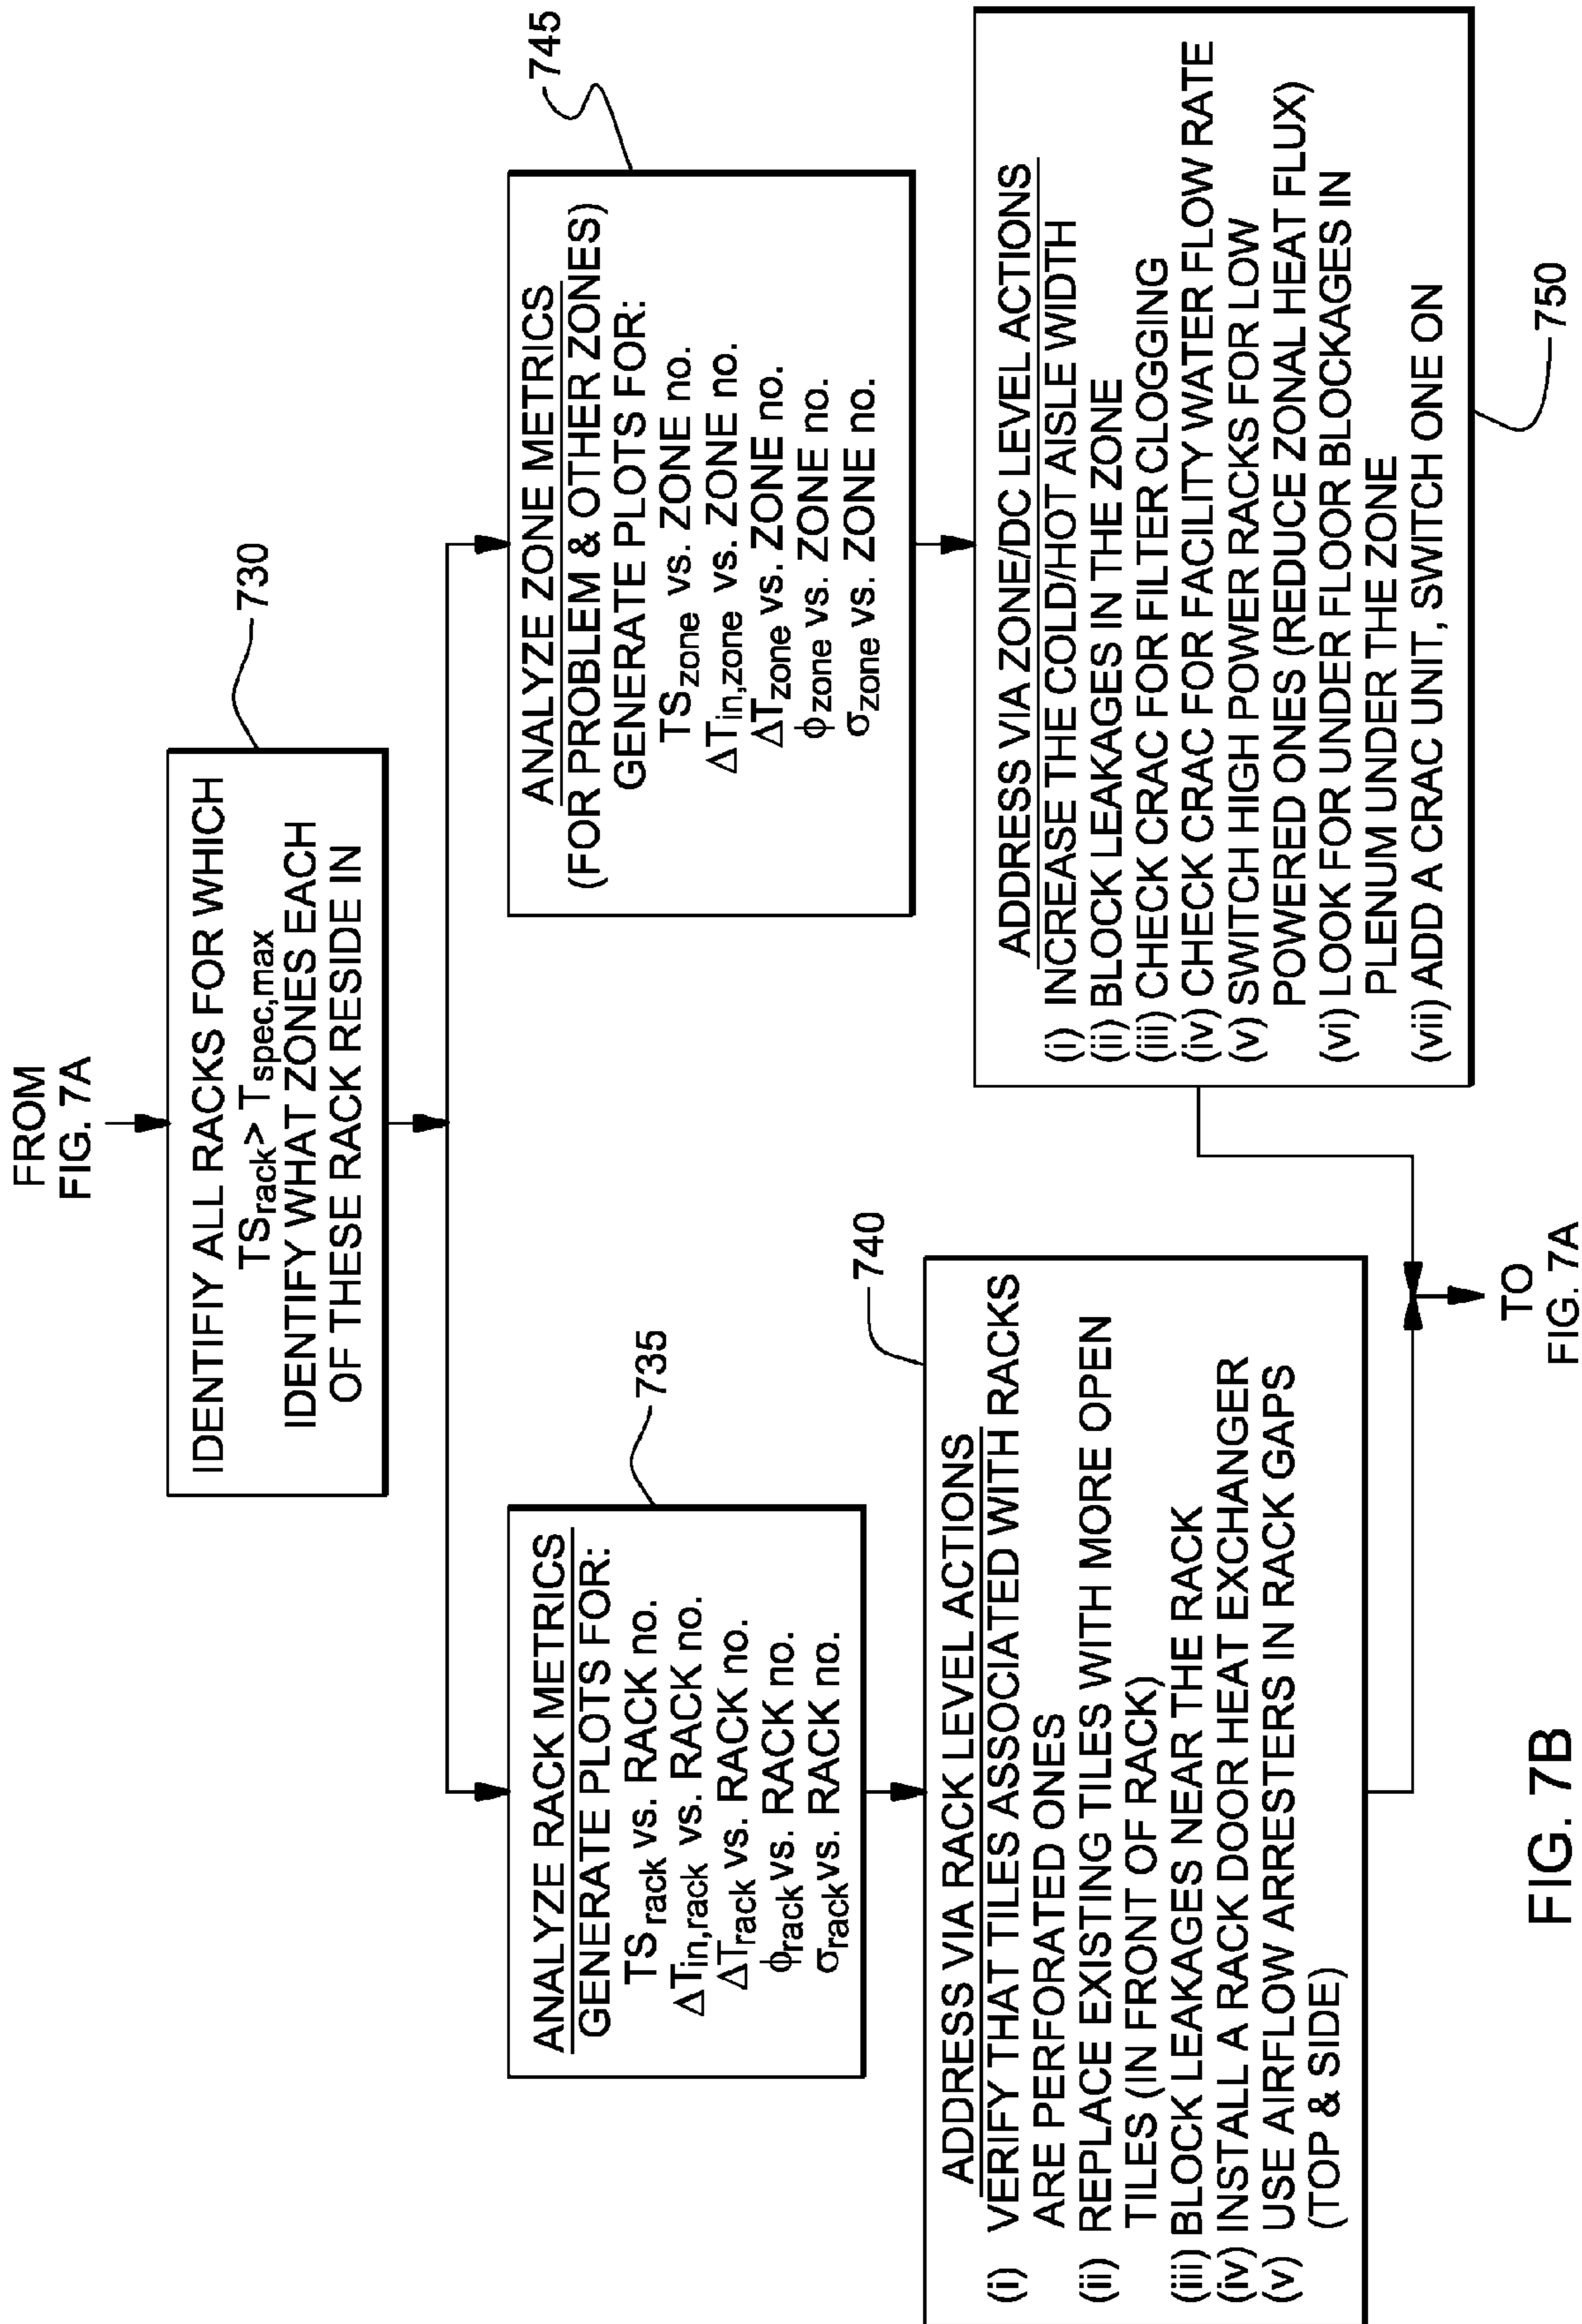 FROM
FIG. 7A
730
IDENTIFIY ALL RACKS FOR WHICH
TSrack> Tspec,max
IDENTIFY WHAT ZONES EACH
OF THESE RACK RESIDE IN
735
ANALYZE RACK METRICS
GENERATE PLOTS FOR:
TSrack vs. RACK no.
ΔTin,rack vs. RACK no.
ΔTrack vs. RACK no.
ϕrack vs. RACK no.
σrack vs. RACK no.
745
ANALYZE ZONE METRICS
(FOR PROBLEM & OTHER ZONES)
GENERATE PLOTS FOR:
TSzone vs. ZONE no.
ΔTin,zone vs. ZONE no.
ΔTzone vs. ZONE no.
ϕzone vs. ZONE no.
σzone vs. ZONE no.
740
ADDRESS VIA RACK LEVEL ACTIONS
(i) VERIFY THAT TILES ASSOCIATED WITH RACKS
ARE PERFORATED ONES
(ii) REPLACE EXISTING TILES WITH MORE OPEN
TILES (IN FRONT OF RACK)
(iii) BLOCK LEAKAGES NEAR THE RACK
(iv) INSTALL A RACK DOOR HEAT EXCHANGER
(v) USE AIRFLOW ARRESTERS IN RACK GAPS
(TOP & SIDE)
ADDRESS VIA ZONE/DC LEVEL ACTIONS
(i) INCREASE THE COLD/HOT AISLE WIDTH
(ii) BLOCK LEAKAGES IN THE ZONE
(iii) CHECK CRAC FOR FILTER CLOGGING
(iv) CHECK CRAC FOR FACILITY WATER FLOW RATE
(v) SWITCH HIGH POWER RACKS FOR LOW
POWERED ONES (REDUCE ZONAL HEAT FLUX)
(vi) LOOK FOR UNDER FLOOR BLOCKAGES IN
PLENUM UNDER THE ZONE
(vii) ADD A CRAC UNIT, SWITCH ONE ON
750
TO
FIG. 7A
FIG. 7B